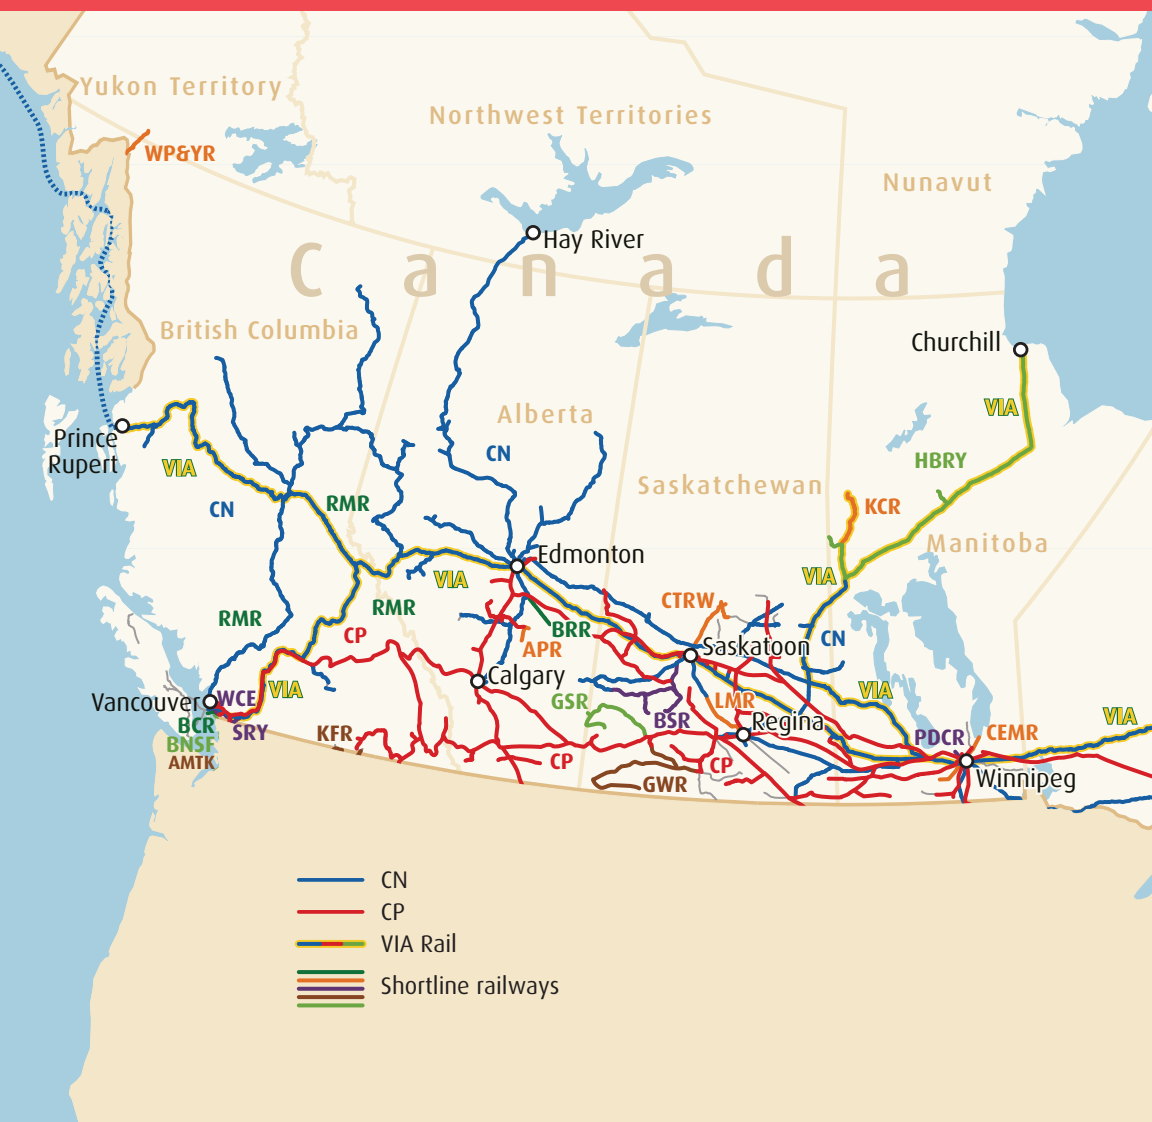 Yukon Territory
Northwest Territories
WP&YR
Nunavut
Hay River
Canada
British Columbia
Churchill
VIA
Alberta
Prince
Rupert
CN
VIA
HBRY
Saskatchewan
CN
RMR
KCR
Manitoba
Edmonton
VIA
VIA
RMR
CTRW
RMR
CP
BRR
CN
APR
Saskatoon
Calgary
VIA
VIA
Vancouver
WCE
GSR
LMR
BSR
Regina
VIA
BCR
SRY
KFR
PDCR
CEMR
BNSF
AMTK
CP
CP
GWR
Winnipeg
CN
CP
VIA Rail
Shortline railways